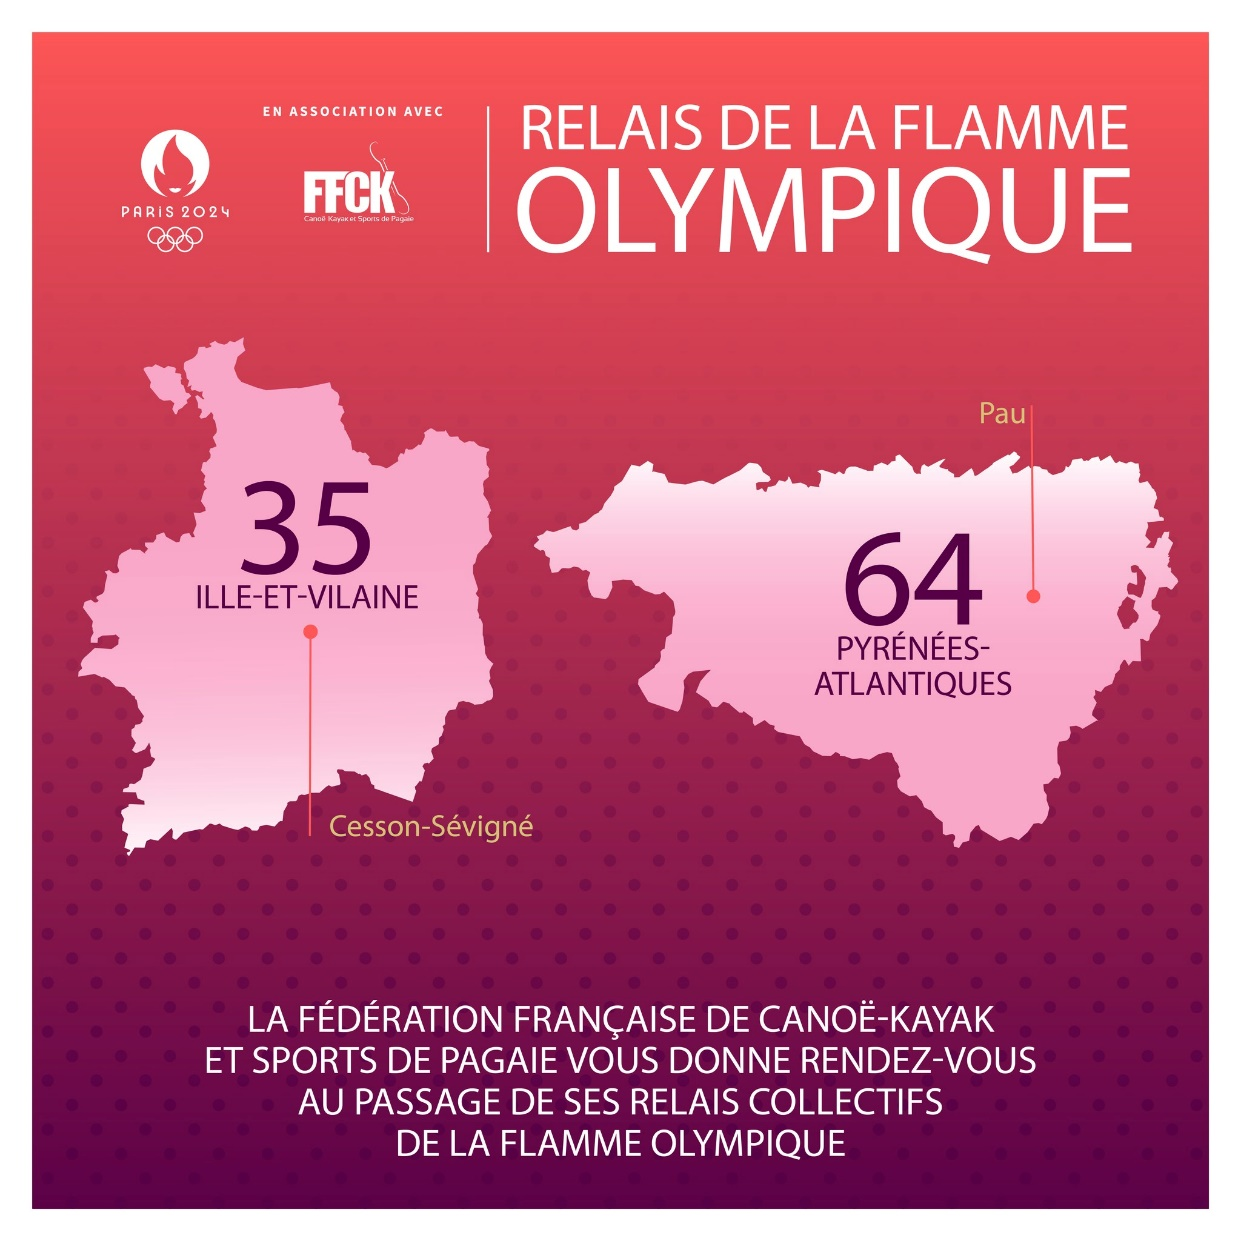 EN ASSOCIATION AVEC
PARIS 2024
FFCK
Canoë Kayak et Sports de Pagaie
RELAIS DE LA FLAMME
OLYMPIQUE
Pau
35
ILLE-ET-VILAINE
64
PYRÉNÉES-
ATLANTIQUES
Cesson-Sévigné
LA FÉDÉRATION FRANÇAISE DE CANOË-KAYAK
ET SPORTS DE PAGAIE VOUS DONNE RENDEZ-VOUS
AU PASSAGE DE SES RELAIS COLLECTIFS
DE LA FLAMME OLYMPIQUE